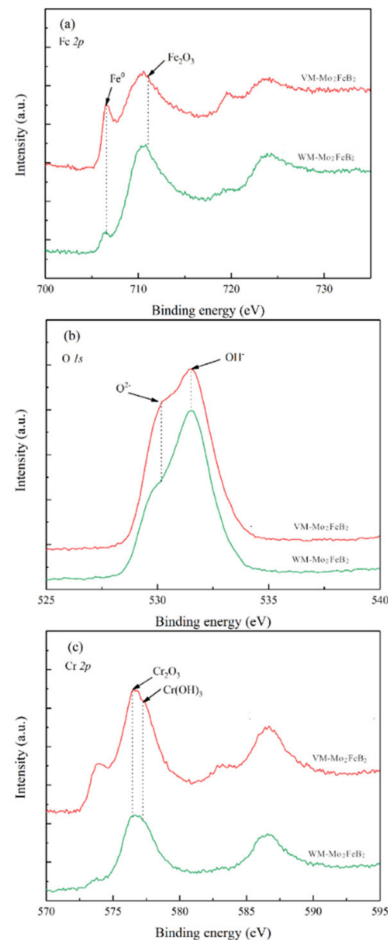 (a)
Fe 2p
Fe⁰
Fe₂O₃
VM-Mo₂FeB₂
WM-Mo₂FeB₂
Intensity (a.u.)
700 710 720 730
Binding energy (eV)
(b)
O 1s
O²⁻
OH⁻
VM-Mo₂FeB₂
WM-Mo₂FeB₂
Intensity (a.u.)
525 530 535 540
Binding energy (eV)
(c)
Cr 2p
Cr₂O₃
Cr(OH)₃
VM-Mo₂FeB₂
WM-Mo₂FeB₂
Intensity (a.u.)
570 575 580 585 590 595
Binding energy (eV)